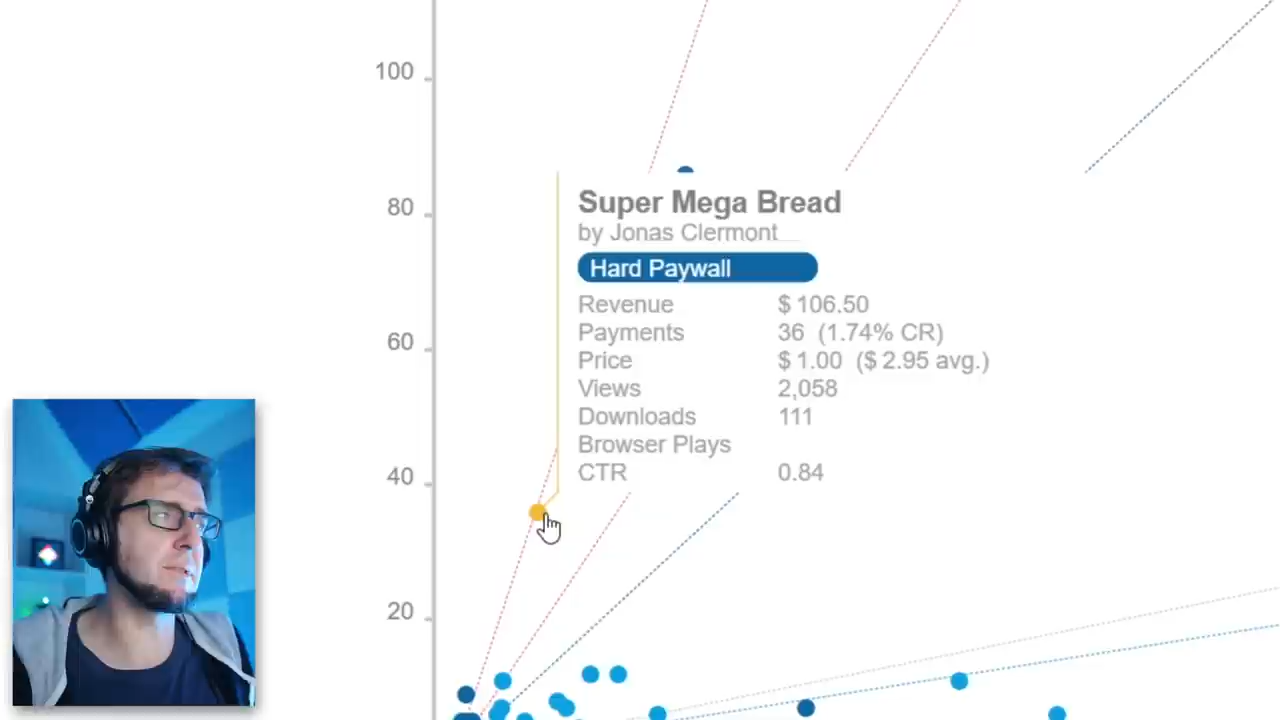 100
80
60
40
20
Super Mega Bread
by Jonas Clermont
Hard Paywall
Revenue $ 106.50
Payments 36 (1.74% CR)
Price $ 1.00 ($ 2.95 avg.)
Views 2,058
Downloads 111
Browser Plays
CTR 0.84